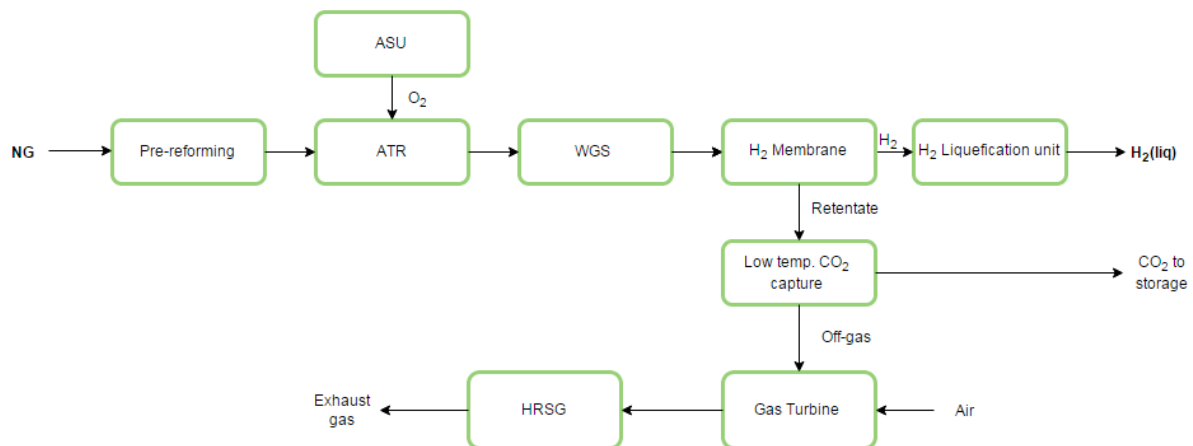 ASU
O₂
NG
Pre-reforming
ATR
WGS
H₂ Membrane
H₂
H₂ Liquefication unit
H₂(liq)
Retentate
Low temp. CO₂
capture
CO₂ to
storage
Off-gas
Exhaust
gas
HRSG
Gas Turbine
Air